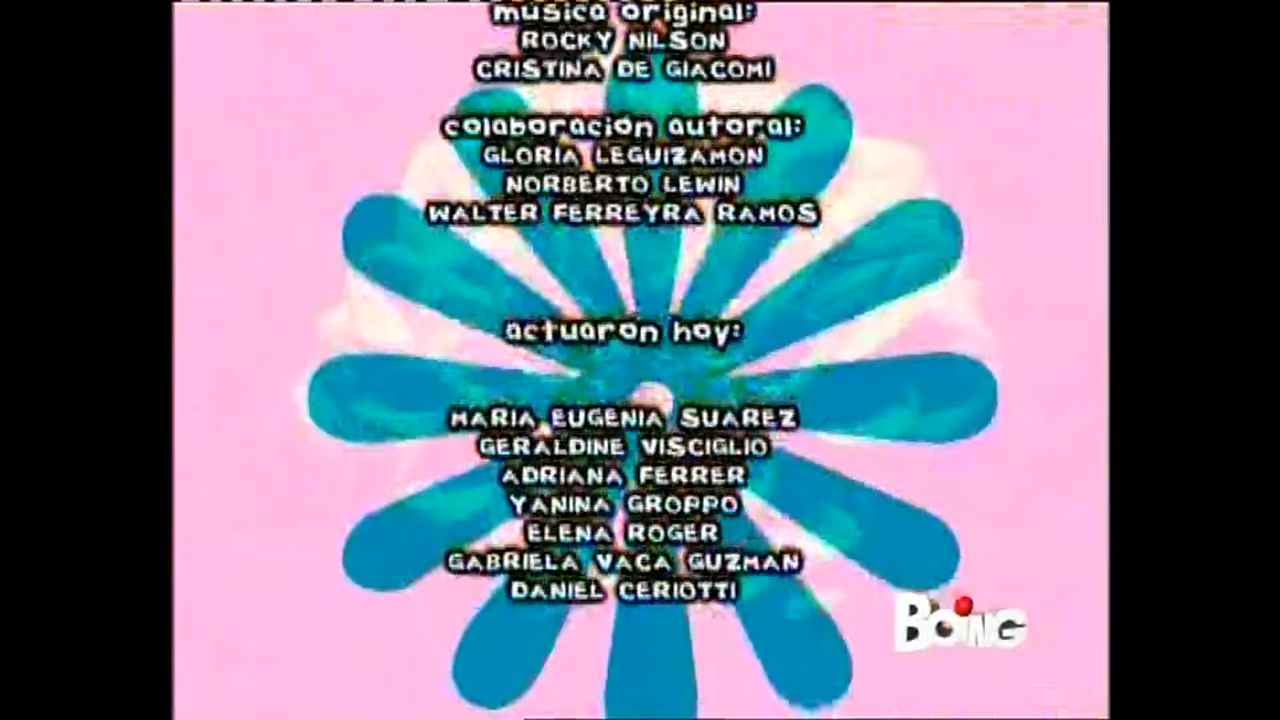 música original:
ROCKY NILSON
CRISTINA DE GIACOMI
colaboración autoral:
GLORIA LEGUIZAMON
NORBERTO LEWIN
WALTER FERREYRA RAMOS
actuaron hoy:
MARIA EUGENIA SUAREZ
GERALDINE VISCIGLIO
ADRIANA FERRER
YANINA GROPPO
ELENA ROGER
GABRIELA VACA GUZMAN
DANIEL CERIOTTI
BOING